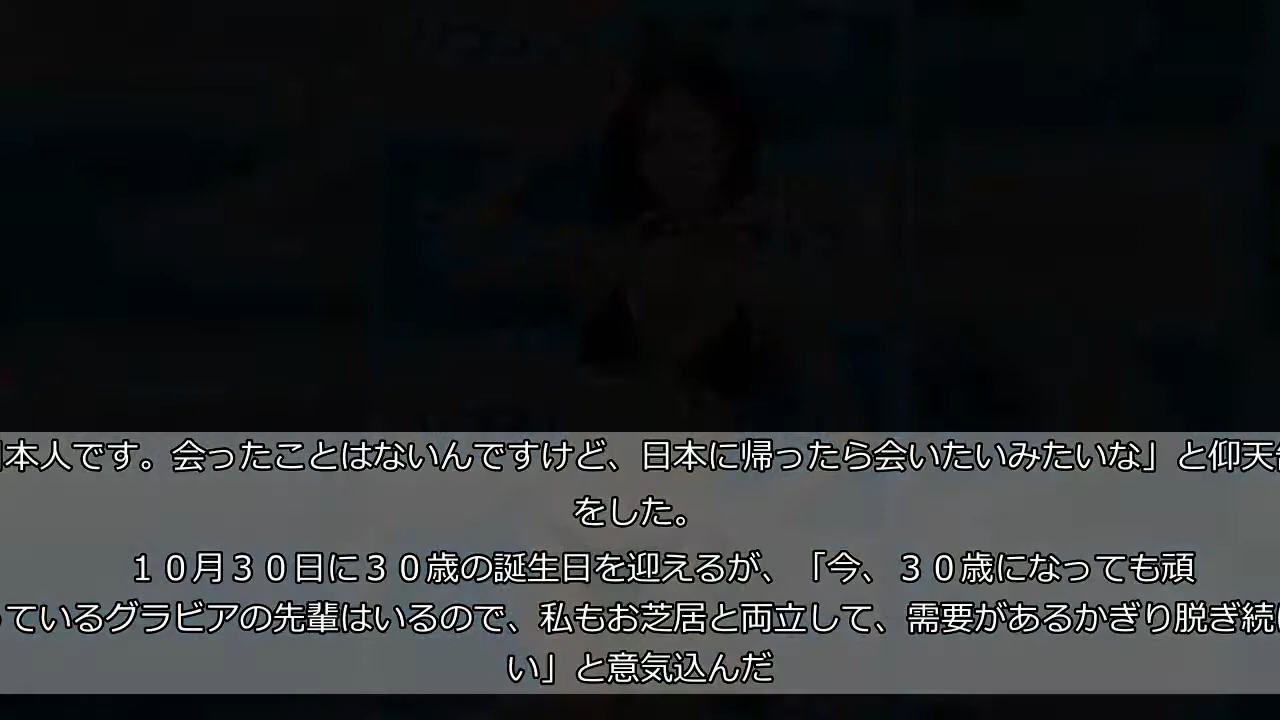 本人です。会ったことはないんですけど、日本に帰ったら会いたいみたいな」と仰天
をした。
１０月３０日に３０歳の誕生日を迎えるが、「今、３０歳になっても頑
ているグラビアの先輩はいるので、私もお芝居と両立して、需要があるかぎり脱ぎ続
い」と意気込んだ